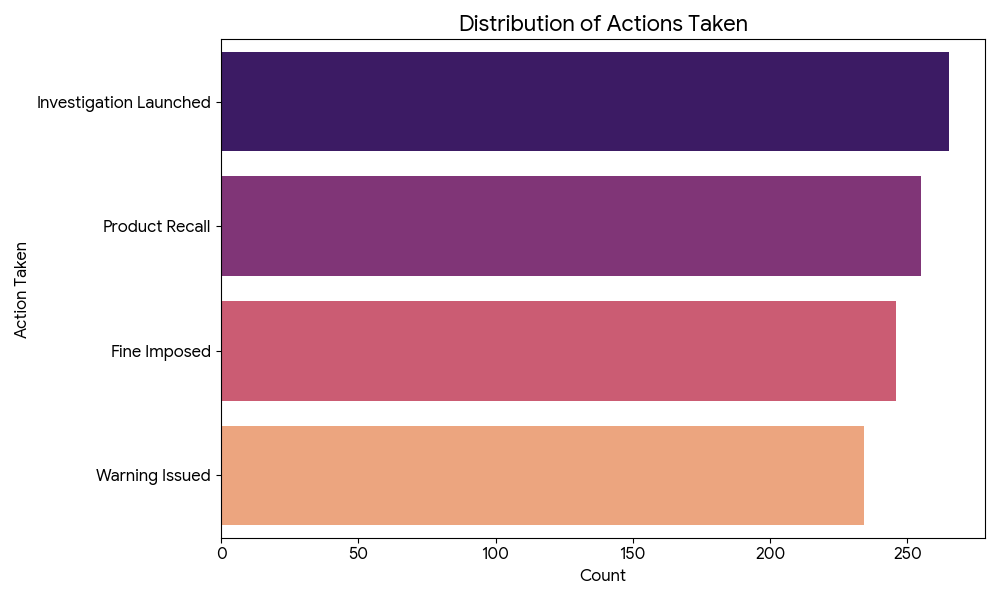 Distribution of Actions Taken
Action Taken
Investigation Launched
Product Recall
Fine Imposed
Warning Issued
0 50 100 150 200 250
Count